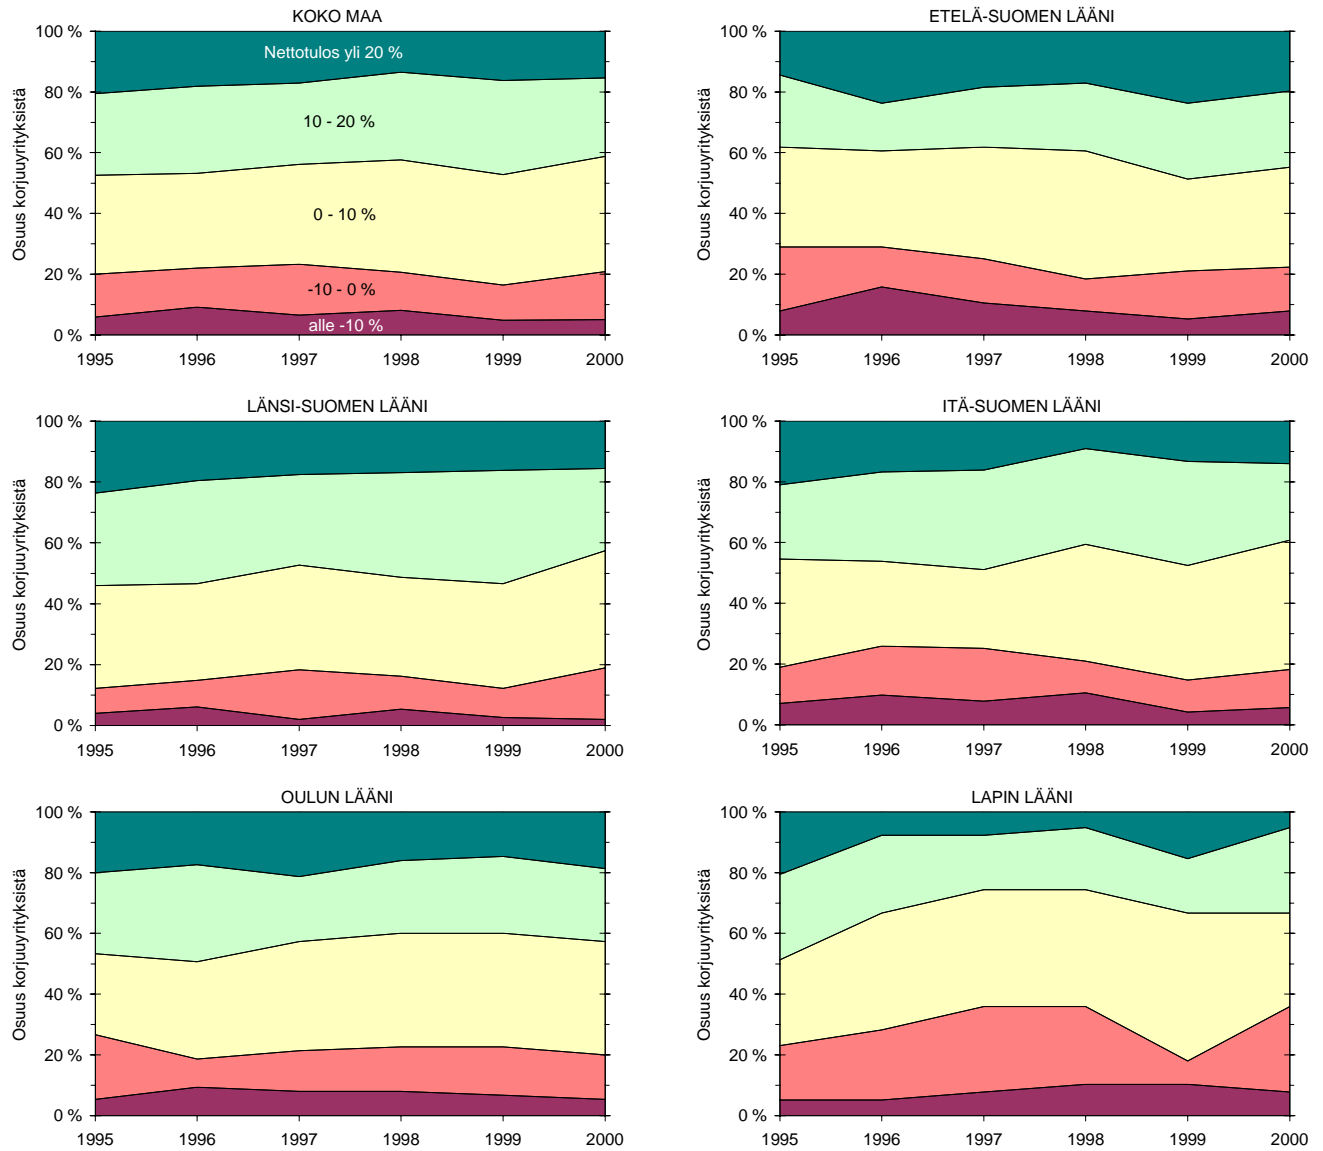 KOKO MAA
100 %
80 %
60 %
40 %
20 %
0 %
Osuus korjuuyrityksistä
Nettotulos yli 20 %
10 - 20 %
0 - 10 %
-10 - 0 %
alle -10 %
1995 1996 1997 1998 1999 2000
ETELÄ-SUOMEN LÄÄNI
100 %
80 %
60 %
40 %
20 %
0 %
Osuus korjuuyrityksistä
1995 1996 1997 1998 1999 2000
LÄNSI-SUOMEN LÄÄNI
100 %
80 %
60 %
40 %
20 %
0 %
Osuus korjuuyrityksistä
1995 1996 1997 1998 1999 2000
ITÄ-SUOMEN LÄÄNI
100 %
80 %
60 %
40 %
20 %
0 %
Osuus korjuuyrityksistä
1995 1996 1997 1998 1999 2000
OULUN LÄÄNI
100 %
80 %
60 %
40 %
20 %
0 %
Osuus korjuuyrityksistä
1995 1996 1997 1998 1999 2000
LAPIN LÄÄNI
100 %
80 %
60 %
40 %
20 %
0 %
Osuus korjuuyrityksistä
1995 1996 1997 1998 1999 2000